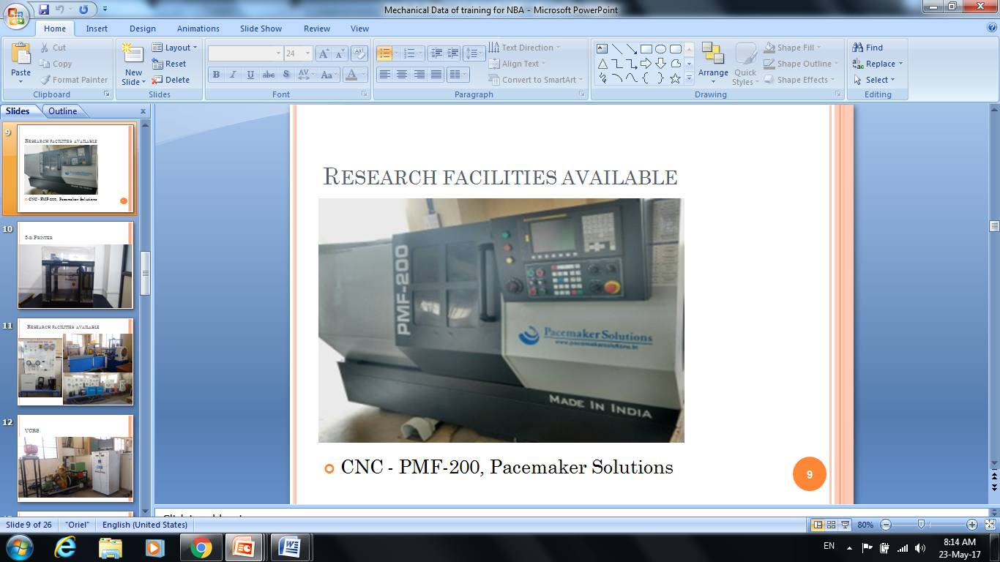 Mechanical Data of training for NBA - Microsoft PowerPoint
Home Insert Design Animations Slide Show Review View
Paste
Cut
Copy
Format Painter
Clipboard
New Slide
Layout
Reset
Delete
Slides
24
B I U abc S AV Aa A
Font
Text Direction
Align Text
Convert to SmartArt
Paragraph
Arrange
Quick Styles
Shape Fill
Shape Outline
Shape Effects
Drawing
Find
Replace
Select
Editing
Slides Outline
9
RESEARCH FACILITIES AVAILABLE
CNC - PMF-200, Pacemaker Solutions
10
3-D PRINTER
11
RESEARCH FACILITIES AVAILABLE
12
VCRS
RESEARCH FACILITIES AVAILABLE
PMF-200
Pacemaker Solutions
www.pacemakersolutions.in
MADE IN INDIA
CNC - PMF-200, Pacemaker Solutions
9
Slide 9 of 26 "Oriel" English (United States) 80%
EN
8:14 AM
23-May-17